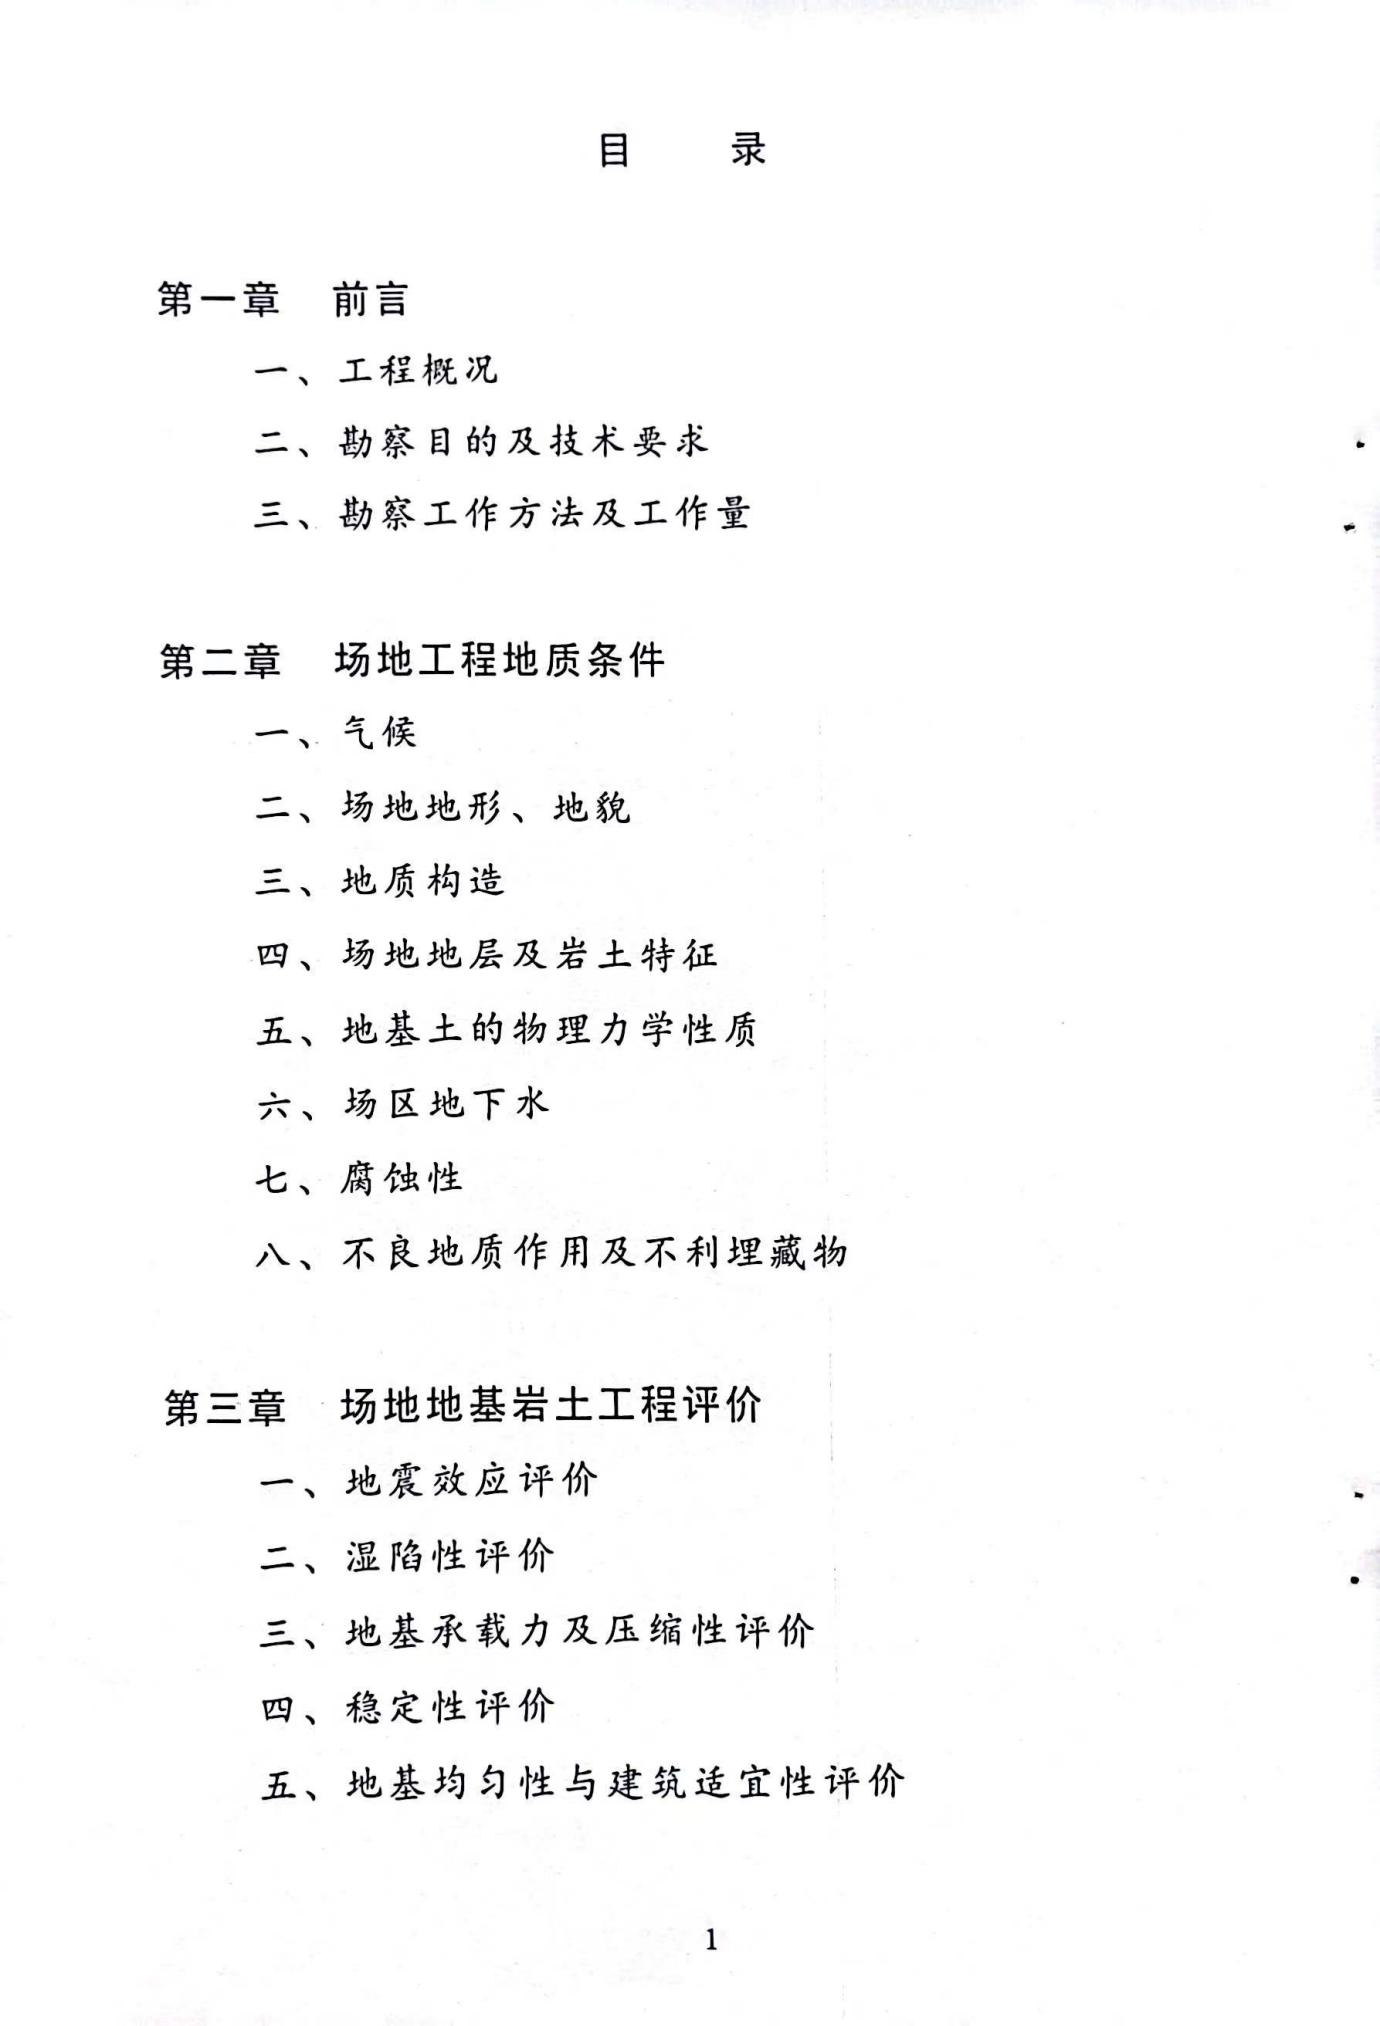 目 录
第一章 前言
一、工程概况
二、勘察目的及技术要求
三、勘察工作方法及工作量
第二章 场地工程地质条件
一、气候
二、场地地形、地貌
三、地质构造
四、场地地层及岩土特征
五、地基土的物理力学性质
六、场区地下水
七、腐蚀性
八、不良地质作用及不利埋藏物
第三章 场地地基岩土工程评价
一、地震效应评价
二、湿陷性评价
三、地基承载力及压缩性评价
四、稳定性评价
五、地基均匀性与建筑适宜性评价
1